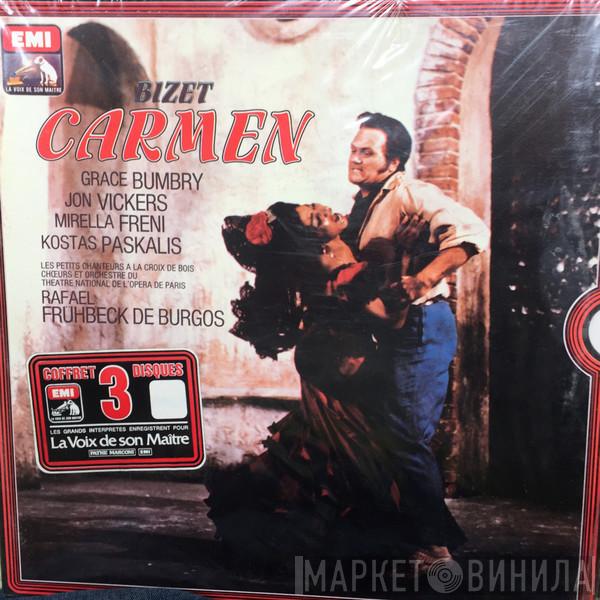 EMI
LA VOIX DE SON MAITRE
BIZET
CARMEN
GRACE BUMBRY
JON VICKERS
MIRELLA FRENI
KOSTAS PASKALIS
LES PETITS CHANTEURS A LA CROIX DE BOIS
CHŒURS ET ORCHESTRE DU
THEATRE NATIONAL DE L'OPERA DE PARIS
RAFAEL
FRÜHBECK DE BURGOS
COFFRET 3 DISQUES
EMI
LES GRANDS INTERPRETES ENREGISTRENT POUR
La Voix de son Maître
PATHE MARCONI EMI
МАРКЕТ ВИНИЛА